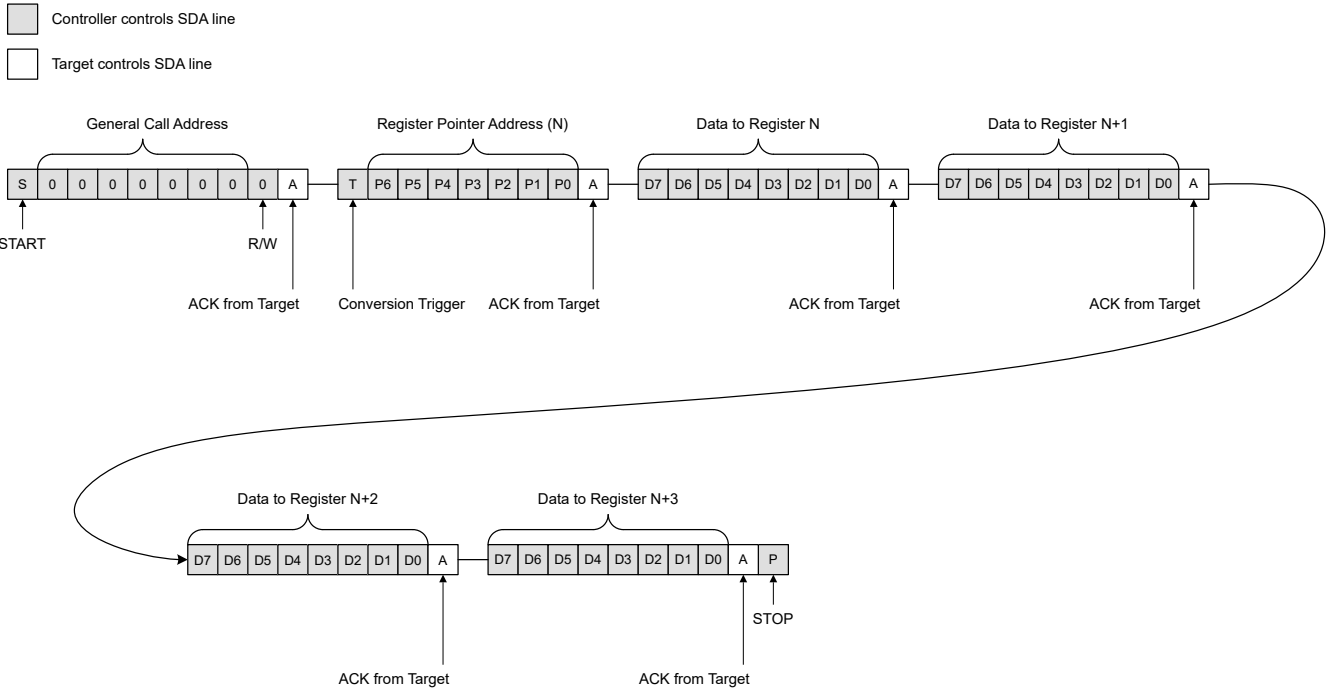 Controller controls SDA line
Target controls SDA line
General Call Address
Register Pointer Address (N)
Data to Register N
Data to Register N+1
S 0 0 0 0 0 0 0 0 A
T P6 P5 P4 P3 P2 P1 P0 A
D7 D6 D5 D4 D3 D2 D1 D0 A
D7 D6 D5 D4 D3 D2 D1 D0 A
START
R/W
ACK from Target
Conversion Trigger
ACK from Target
ACK from Target
ACK from Target
Data to Register N+2
Data to Register N+3
D7 D6 D5 D4 D3 D2 D1 D0 A
D7 D6 D5 D4 D3 D2 D1 D0 A P
STOP
ACK from Target
ACK from Target